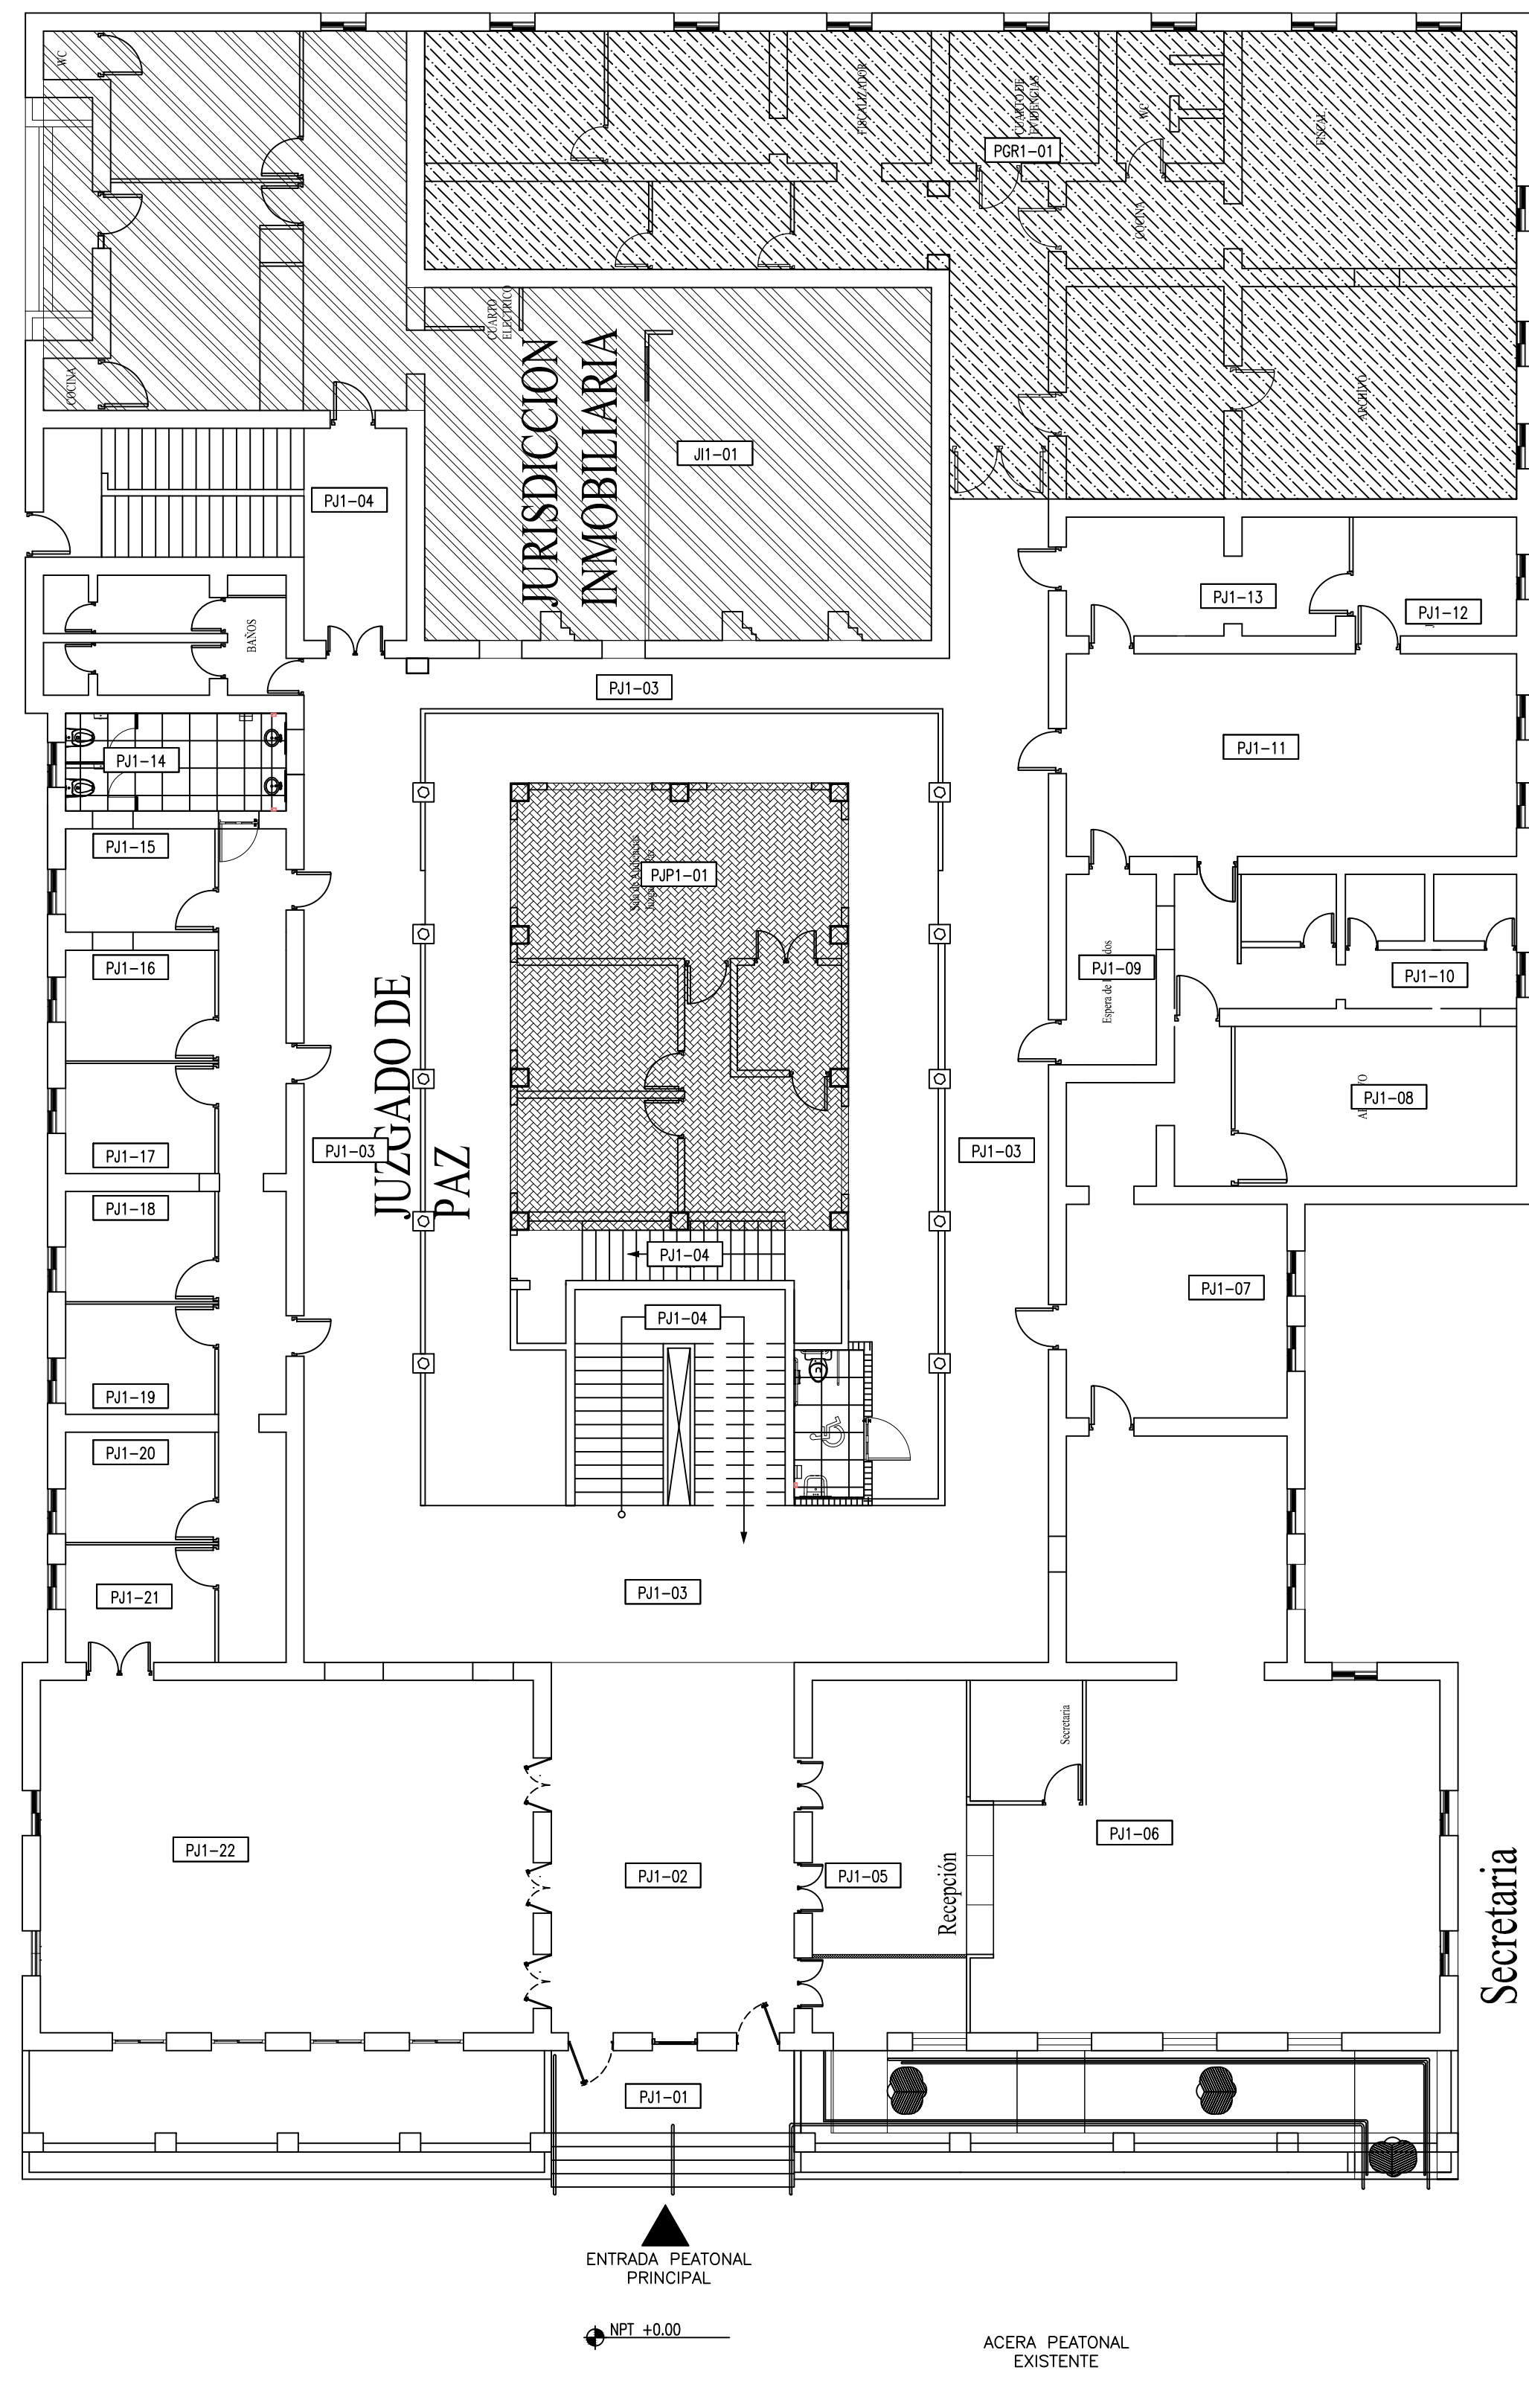 WC
FISCALIZADOR
CUARTO DE
EVIDENCIAS
WC
FISCAL
PGR1-01
COCINA
CUARTO
ELECTRICO
COCINA
ARCHIVO
JURISDICCION
INMOBILIARIA
JI1-01
PJ1-04
BAÑOS
PJ1-13
PJ1-12
PJ1-03
PJ1-11
PJ1-14
PJ1-15
PJP1-01
PJ1-16
PJ1-09
Espera de
PJ1-10
PJ1-08
JUZGADO DE
PAZ
PJ1-17
PJ1-03
PJ1-03
PJ1-18
PJ1-04
PJ1-07
PJ1-04
PJ1-19
PJ1-20
PJ1-21
PJ1-03
Secretaria
PJ1-22
PJ1-02
PJ1-05
Recepción
PJ1-06
Secretaria
PJ1-01
ENTRADA PEATONAL
PRINCIPAL
NPT +0.00
ACERA PEATONAL
EXISTENTE